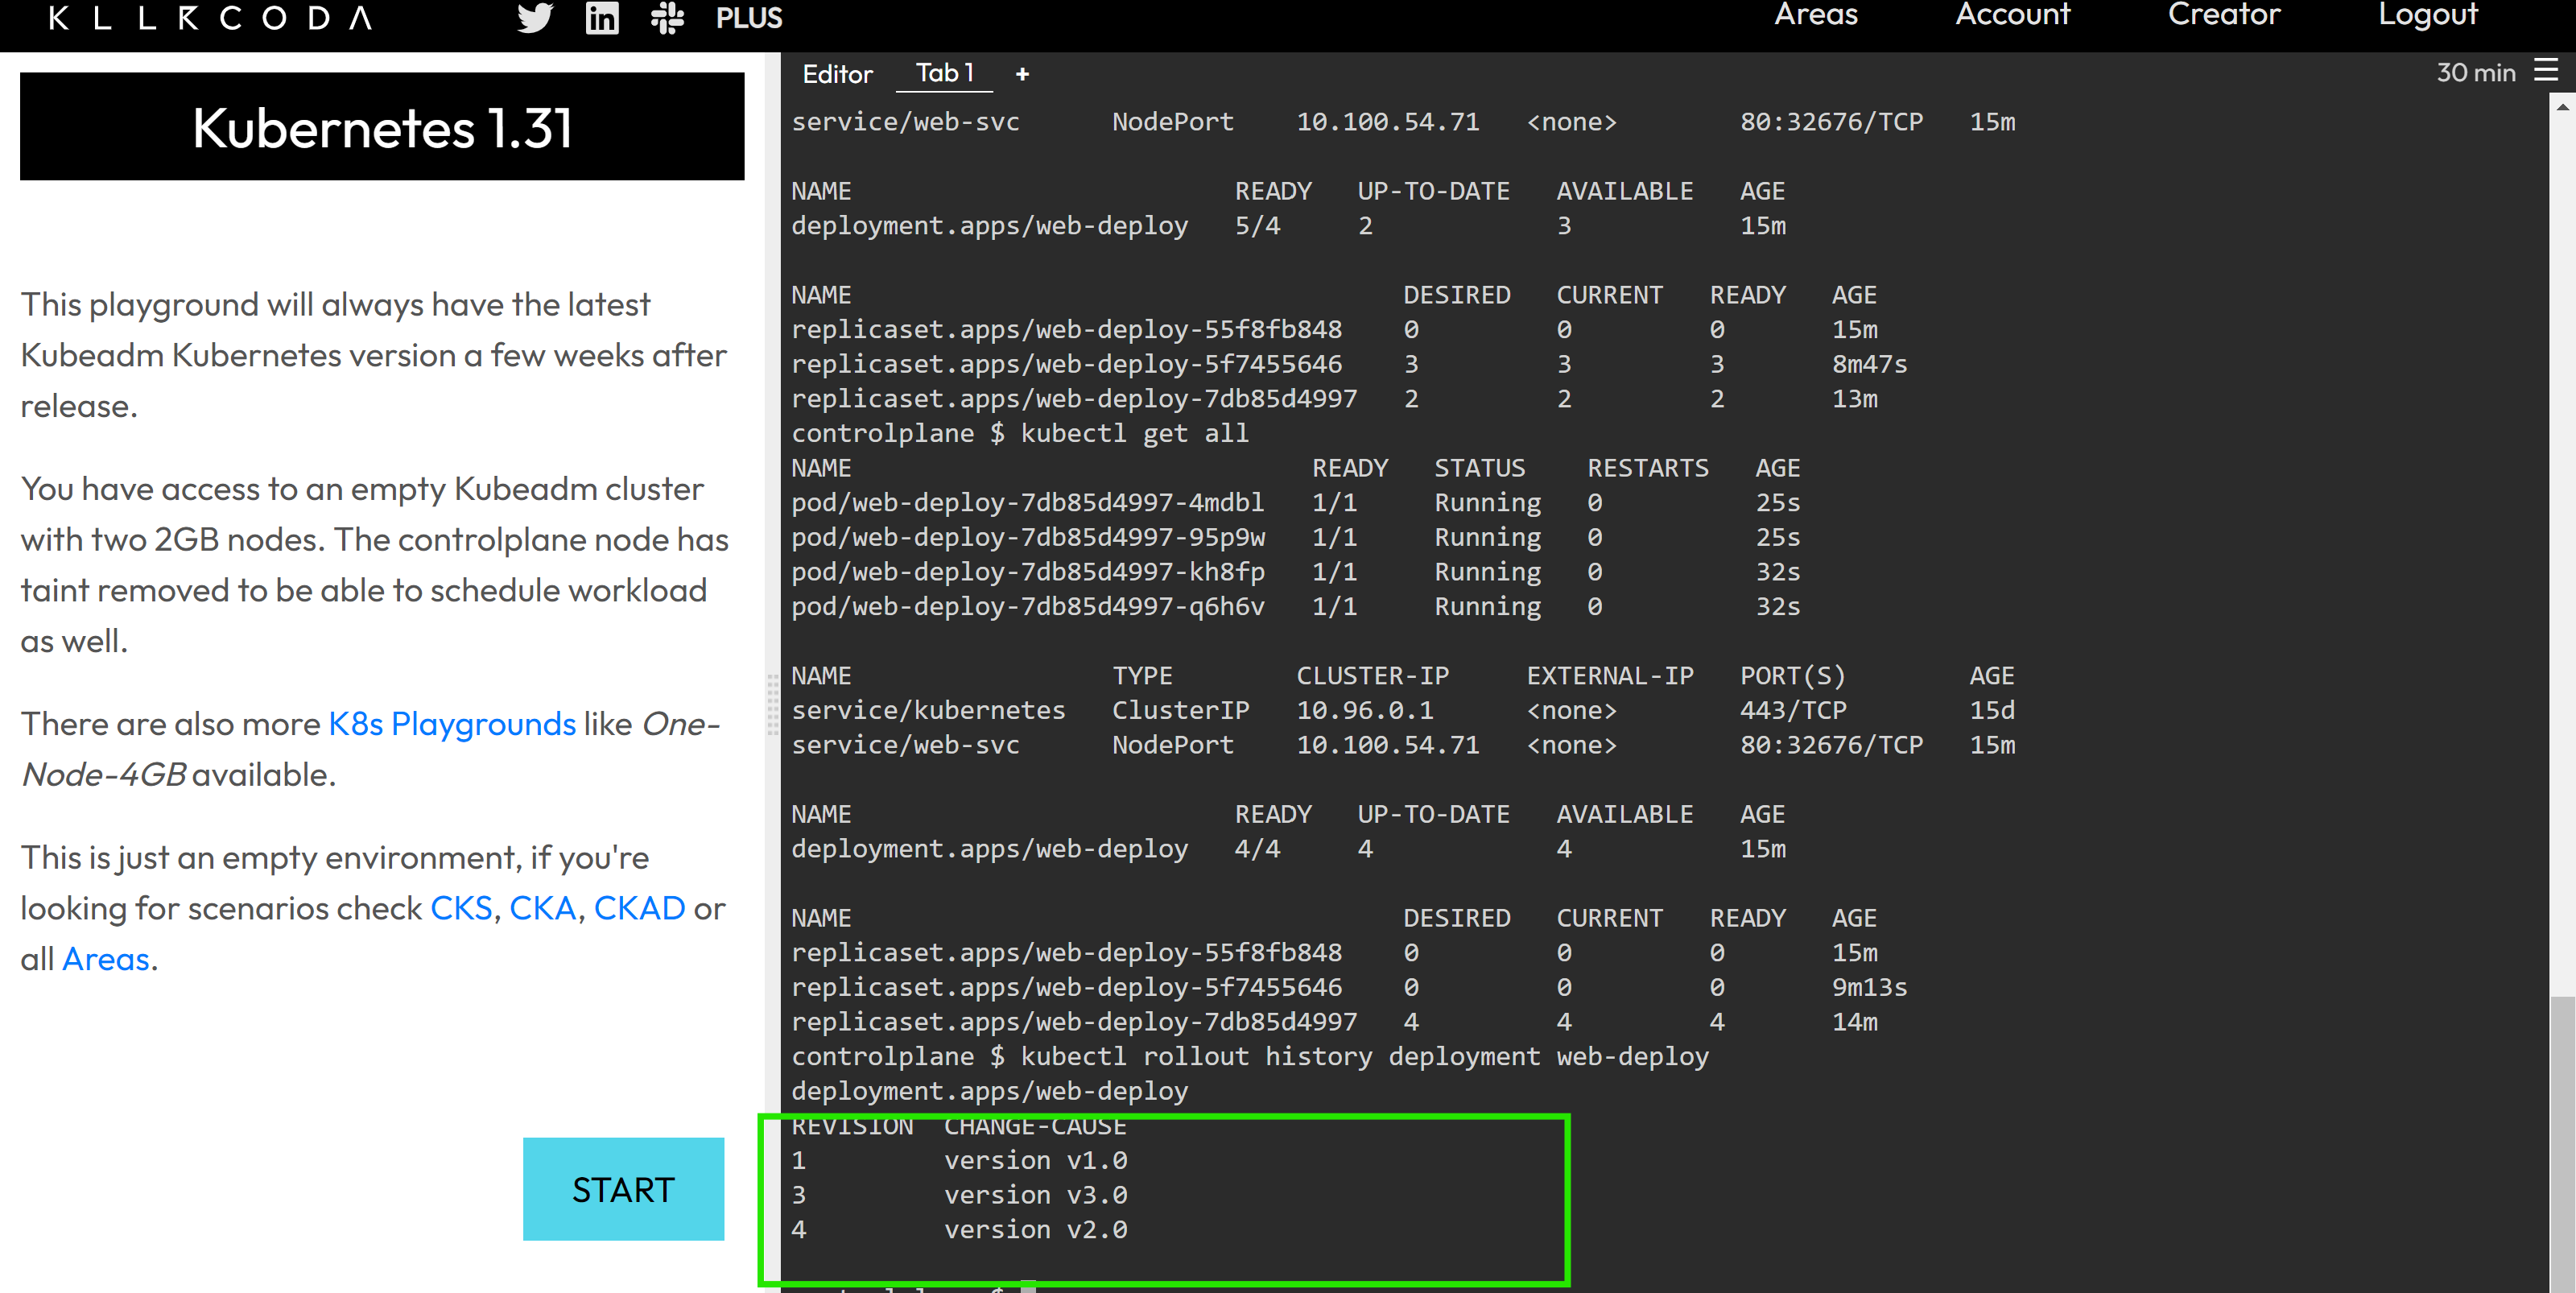 KLLRCODA
PLUS
Areas Account Creator Logout
Kubernetes 1.31
This playground will always have the latest
Kubeadm Kubernetes version a few weeks after
release.
You have access to an empty Kubeadm cluster
with two 2GB nodes. The controlplane node has
taint removed to be able to schedule workload
as well.
There are also more K8s Playgrounds like One-
Node-4GB available.
This is just an empty environment, if you're
looking for scenarios check CKS, CKA, CKAD or
all Areas.
START
Editor Tab 1 +
30 min
service/web-svc NodePort 10.100.54.71 <none> 80:32676/TCP 15m
NAME READY UP-TO-DATE AVAILABLE AGE
deployment.apps/web-deploy 5/4 2 3 15m
NAME DESIRED CURRENT READY AGE
replicaset.apps/web-deploy-55f8fb848 0 0 0 15m
replicaset.apps/web-deploy-5f7455646 3 3 3 8m47s
replicaset.apps/web-deploy-7db85d4997 2 2 2 13m
controlplane $ kubectl get all
NAME READY STATUS RESTARTS AGE
pod/web-deploy-7db85d4997-4mdbl 1/1 Running 0 25s
pod/web-deploy-7db85d4997-95p9w 1/1 Running 0 25s
pod/web-deploy-7db85d4997-kh8fp 1/1 Running 0 32s
pod/web-deploy-7db85d4997-q6h6v 1/1 Running 0 32s
NAME TYPE CLUSTER-IP EXTERNAL-IP PORT(S) AGE
service/kubernetes ClusterIP 10.96.0.1 <none> 443/TCP 15d
service/web-svc NodePort 10.100.54.71 <none> 80:32676/TCP 15m
NAME READY UP-TO-DATE AVAILABLE AGE
deployment.apps/web-deploy 4/4 4 4 15m
NAME DESIRED CURRENT READY AGE
replicaset.apps/web-deploy-55f8fb848 0 0 0 15m
replicaset.apps/web-deploy-5f7455646 0 0 0 9m13s
replicaset.apps/web-deploy-7db85d4997 4 4 4 14m
controlplane $ kubectl rollout history deployment web-deploy
deployment.apps/web-deploy
REVISION CHANGE-CAUSE
1 version v1.0
3 version v3.0
4 version v2.0